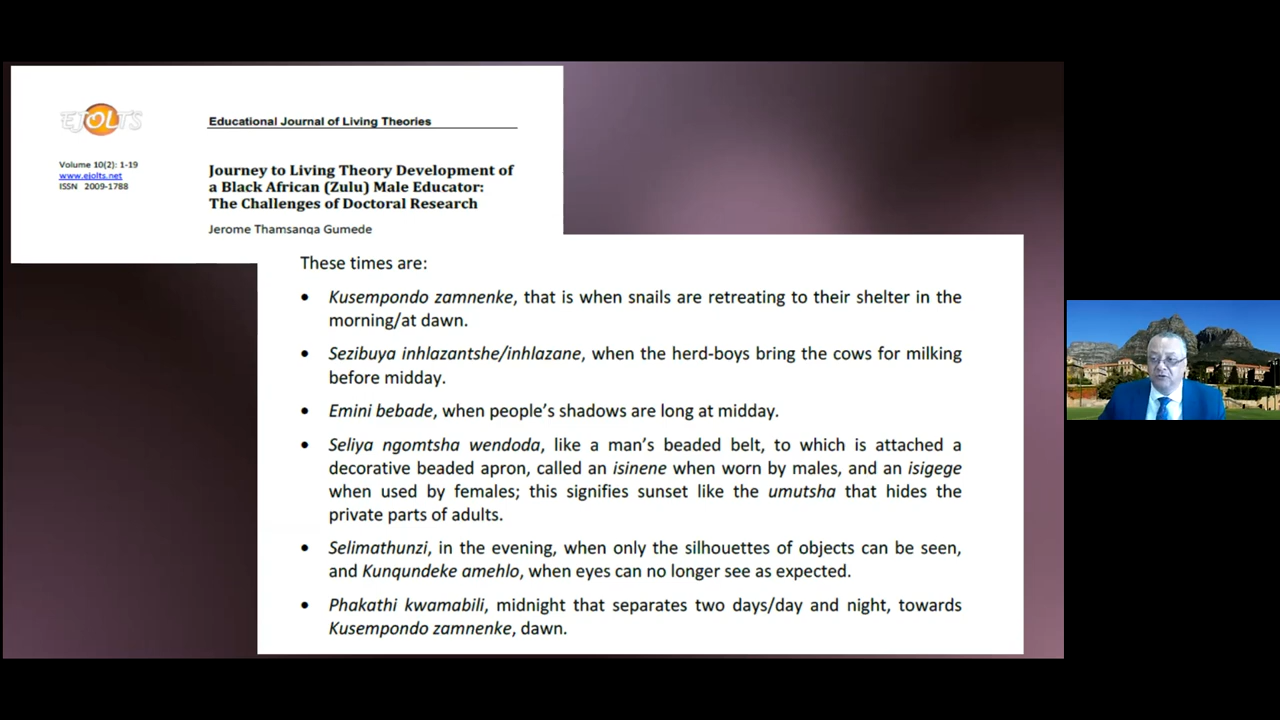 EJOLTS
Educational Journal of Living Theories
Volume 10(2): 1-19
www.ejolts.net
ISSN 2009-1788
Journey to Living Theory Development of
a Black African (Zulu) Male Educator:
The Challenges of Doctoral Research
Jerome Thamsanqa Gumede
These times are:
• Kusempondo zamnenke, that is when snails are retreating to their shelter in the
morning/at dawn.
• Sezibuya inhlazantshe/inhlazane, when the herd-boys bring the cows for milking
before midday.
• Emini bebade, when people's shadows are long at midday.
• Seliya ngomtsha wendoda, like a man's beaded belt, to which is attached a
decorative beaded apron, called an isinene when worn by males, and an isigege
when used by females; this signifies sunset like the umutsha that hides the
private parts of adults.
• Selimathunzi, in the evening, when only the silhouettes of objects can be seen,
and Kunqundeke amehlo, when eyes can no longer see as expected.
• Phakathi kwamabili, midnight that separates two days/day and night, towards
Kusempondo zamnenke, dawn.